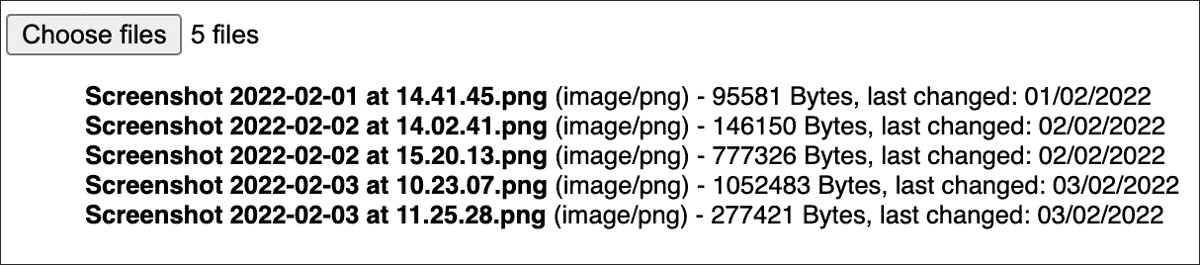 Choose files 5 files
Screenshot 2022-02-01 at 14.41.45.png (image/png) - 95581 Bytes, last changed: 01/02/2022
Screenshot 2022-02-02 at 14.02.41.png (image/png) - 146150 Bytes, last changed: 02/02/2022
Screenshot 2022-02-02 at 15.20.13.png (image/png) - 777326 Bytes, last changed: 02/02/2022
Screenshot 2022-02-03 at 10.23.07.png (image/png) - 1052483 Bytes, last changed: 03/02/2022
Screenshot 2022-02-03 at 11.25.28.png (image/png) - 277421 Bytes, last changed: 03/02/2022